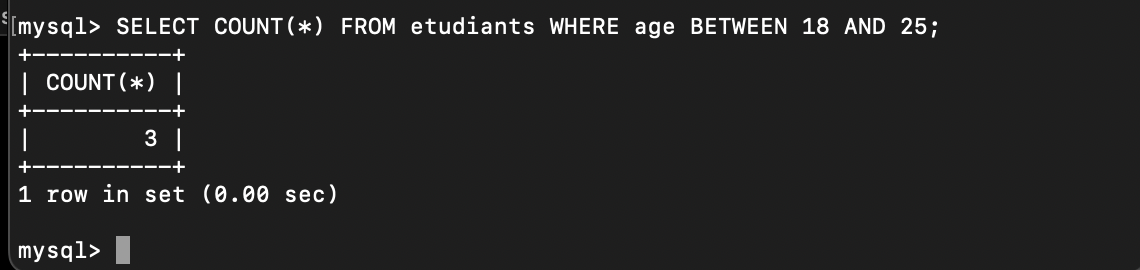 [mysql> SELECT COUNT(*) FROM etudiants WHERE age BETWEEN 18 AND 25;
+----------+
| COUNT(*) |
+----------+
|        3 |
+----------+
1 row in set (0.00 sec)
mysql>